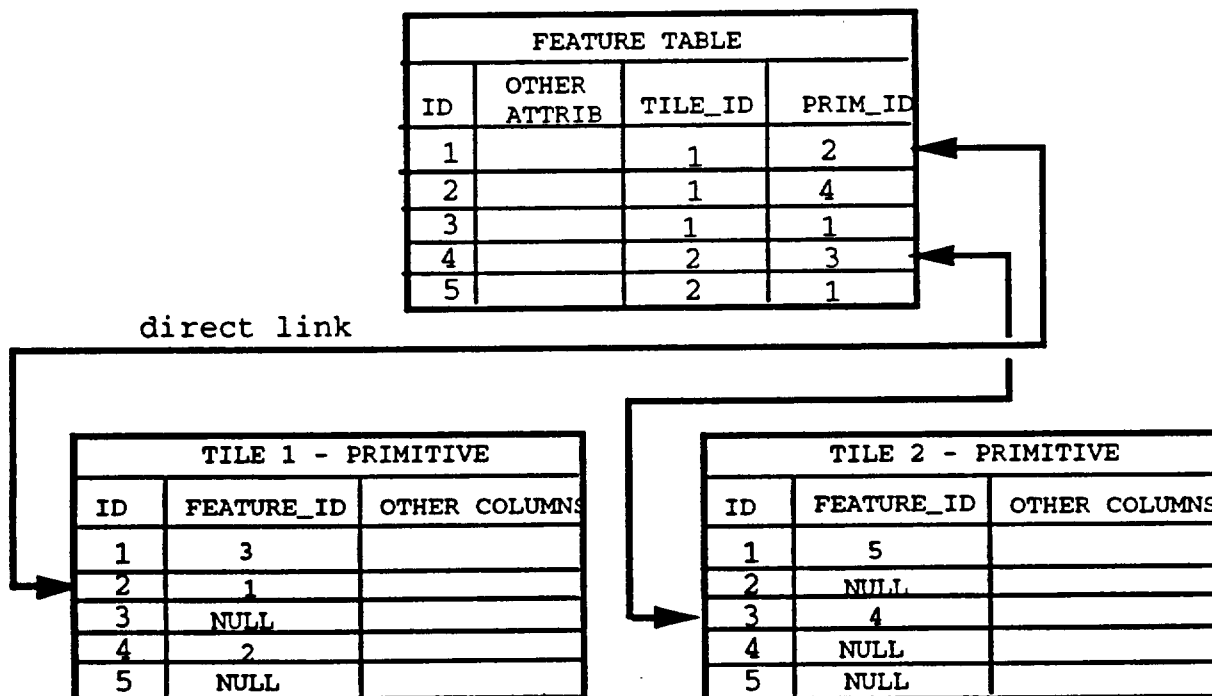 FEATURE TABLE
ID OTHER ATTRIB TILE_ID PRIM_ID
1 1 2
2 1 4
3 1 1
4 2 3
5 2 1
direct link
TILE 1 - PRIMITIVE
ID FEATURE_ID OTHER COLUMNS
1 3
2 1
3 NULL
4 2
5 NULL
TILE 2 - PRIMITIVE
ID FEATURE_ID OTHER COLUMNS
1 5
2 NULL
3 4
4 NULL
5 NULL